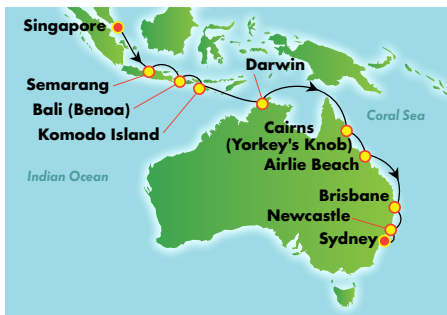 Singapore
Semarang
Bali (Benoa)
Komodo Island
Darwin
Coral Sea
Cairns
(Yorkey's Knob)
Airlie Beach
Indian Ocean
Brisbane
Newcastle
Sydney